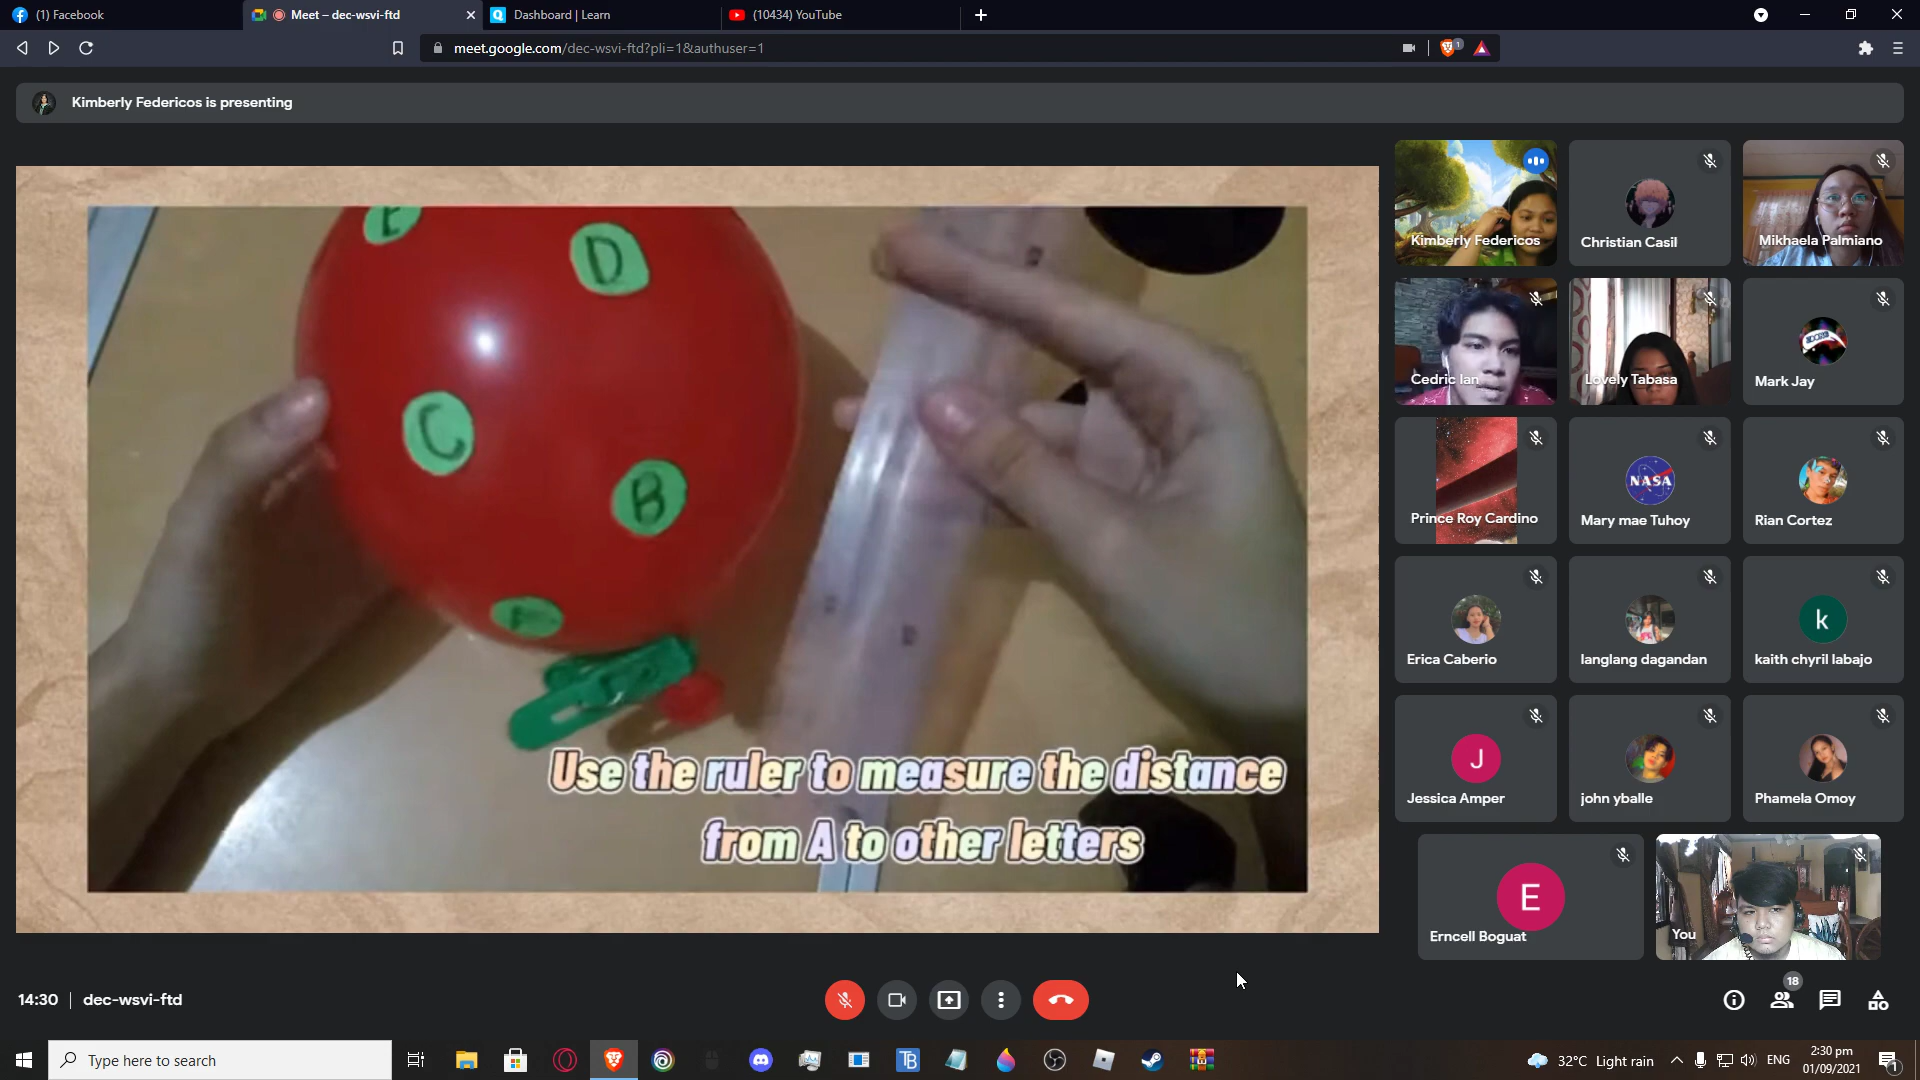 (1) Facebook
Meet – dec-wsvi-ftd
Dashboard | Learn
(10434) YouTube
meet.google.com/dec-wsvi-ftd?pli=1&authuser=1
1
Kimberly Federicos is presenting
E
D
C
B
Use the ruler to measure the distance
from A to other letters
Kimberly Federicos
Christian Casil
Mikhaela Palmiano
Cedric Ian
Lovely Tabasa
Mark Jay
Prince Roy Cardino
NASA
Mary mae Tuhoy
Rian Cortez
Erica Caberio
langlang dagandan
k
kaith chyril labajo
J
Jessica Amper
john yballe
Phamela Omoy
E
Erncell Boguat
You
14:30 | dec-wsvi-ftd
18
Type here to search
TB
32°C Light rain
ENG
2:30 pm
01/09/2021
1